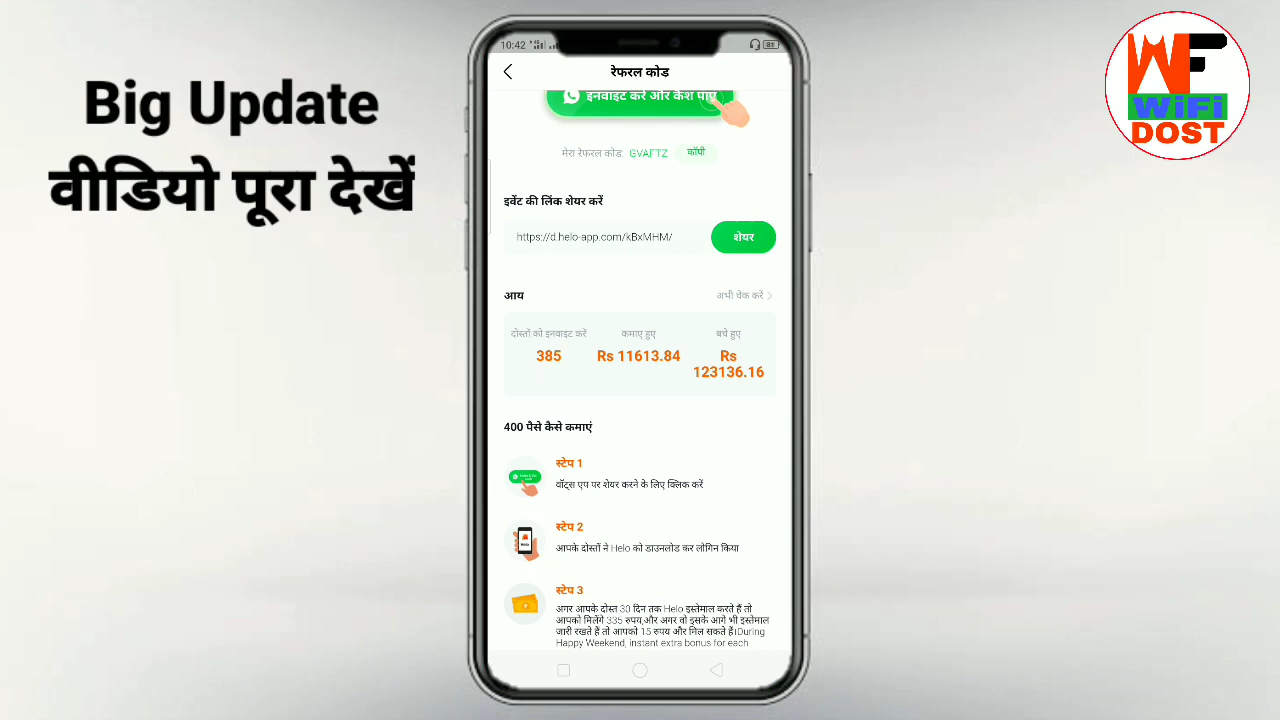 Big Update
वीडियो पूरा देखें
WF
WiFi
DOST
10:42
रेफरल कोड
इनवाइट करें और कैश पाएं
मेरा रेफरल कोड: GVAFTZ कॉपी
इवेंट की लिंक शेयर करें
https://d.helo-app.com/kBxMHM/ शेयर
आय अभी चेक करें
दोस्तों को इनवाइट करें कमाए हुए बचे हुए
385 Rs 11613.84 Rs
123136.16
400 पैसे कैसे कमाएं
स्टेप 1
वॉट्स एप पर शेयर करने के लिए क्लिक करें
स्टेप 2
आपके दोस्तों ने Helo को डाउनलोड कर लोगिन किया
स्टेप 3
अगर आपके दोस्त 30 दिन तक Helo इस्तेमाल करते हैं तो
आपको मिलेंगे 335 रुपय,और अगर वो इसके आगे भी इस्तेमाल
जारी रखते हैं तो आपको 15 रुपय और मिल सकते हैं।During
Happy Weekend, instant extra bonus for each